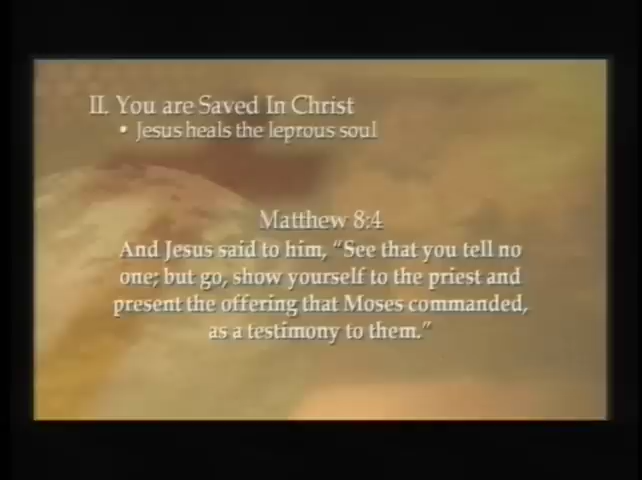 II. You are Saved In Christ
• Jesus heals the leprous soul
Matthew 8:4
And Jesus said to him, “See that you tell no
one; but go, show yourself to the priest and
present the offering that Moses commanded,
as a testimony to them.”